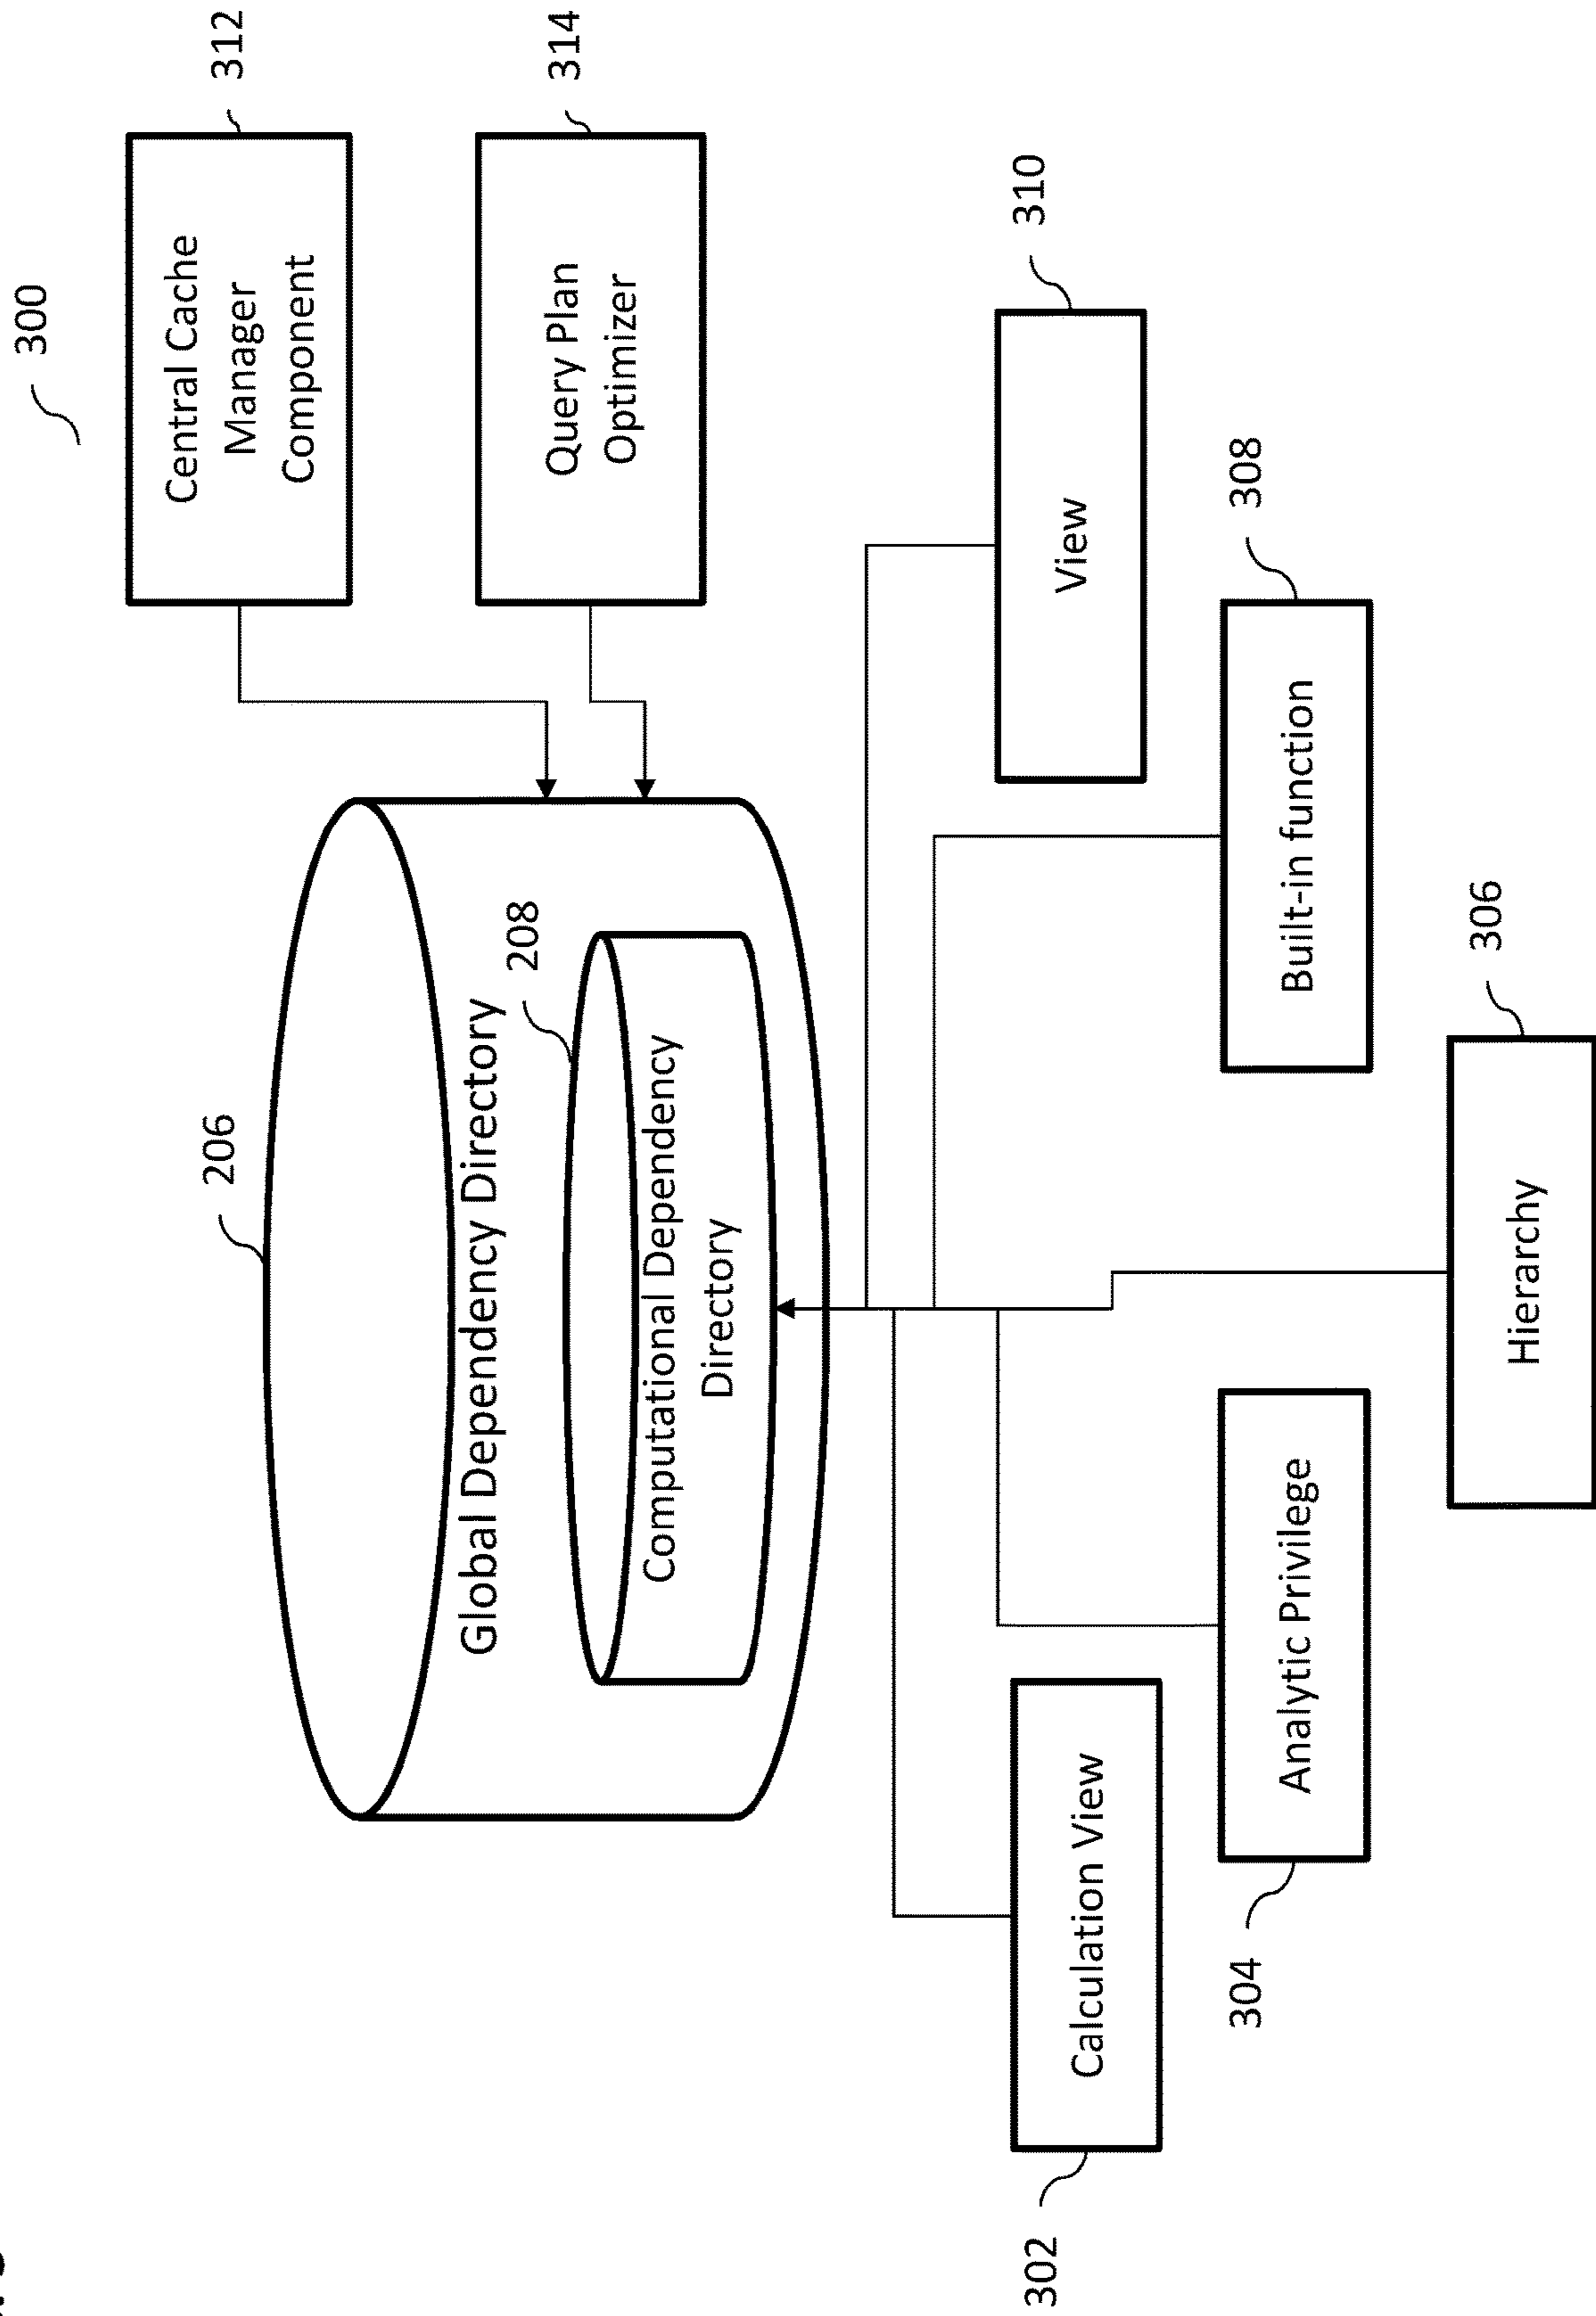 300
206
Global Dependency Directory
208
Computational Dependency
Directory
Central Cache
Manager
Component
312
Query Plan
Optimizer
314
302
Calculation View
View
310
304
Analytic Privilege
Built-in function
308
Hierarchy
306